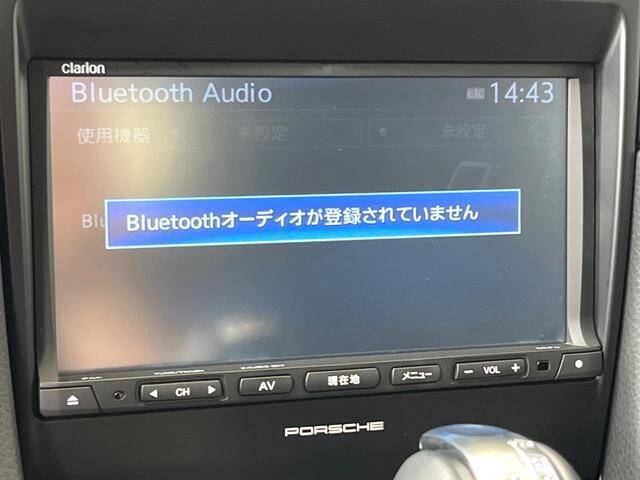 clarion
Bluetooth Audio 14:43
使用機器 未設定 未設定
Blu
Bluetoothオーディオが登録されていません
CH AV 現在地 メニュー − VOL +
PORSCHE